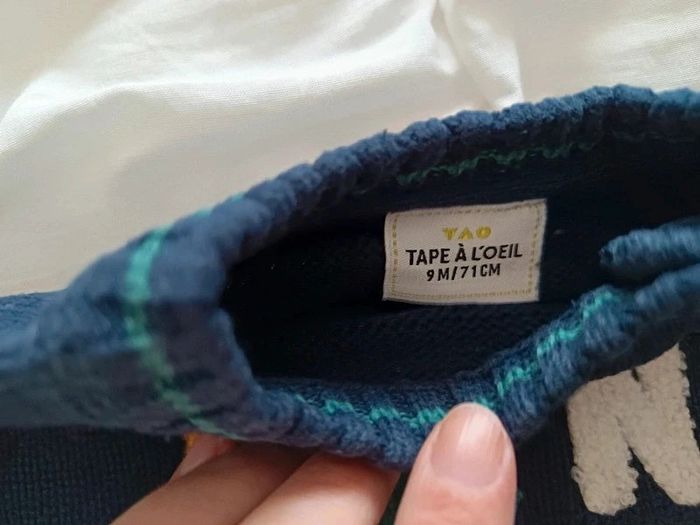 TAO
TAPE À L'OEIL
9M/71CM
N